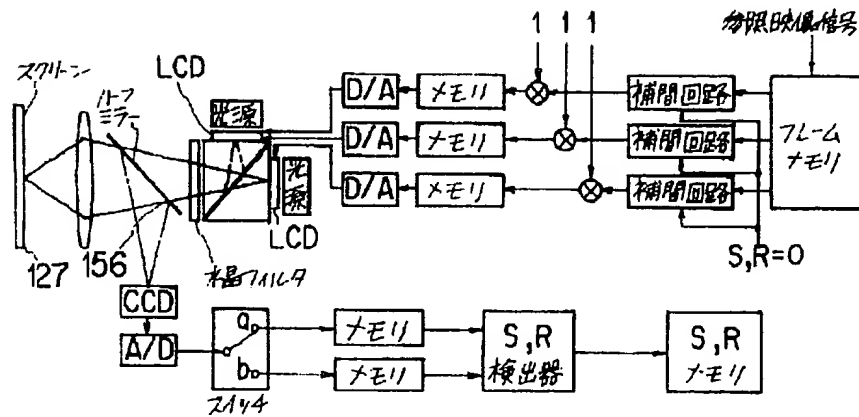 1 1 1
参照映像信号
スクリーン
LCD
ハーフ
ミラー
光源
D/A
メモリ
補間回路
D/A
メモリ
補間回路
フレーム
メモリ
光
源
D/A
メモリ
補間回路
LCD
127
156
液晶フィルタ
S,R=0
CCD
A/D
a
b
スイッチ
メモリ
メモリ
S,R
検出器
S,R
メモリ